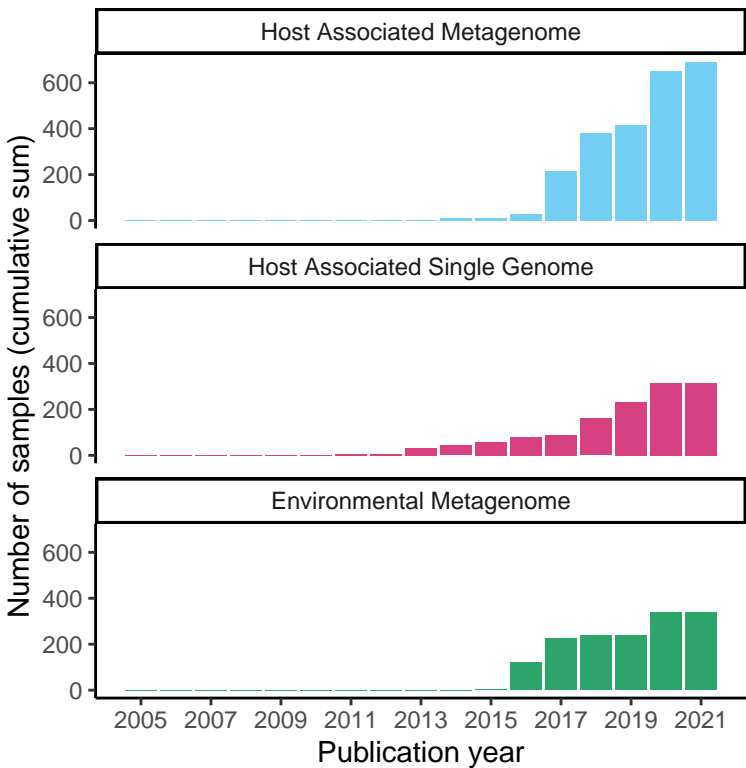 Host Associated Metagenome
600
400
200
0
Host Associated Single Genome
600
400
200
0
Environmental Metagenome
600
400
200
0
2005 2007 2009 2011 2013 2015 2017 2019 2021
Publication year
Number of samples (cumulative sum)